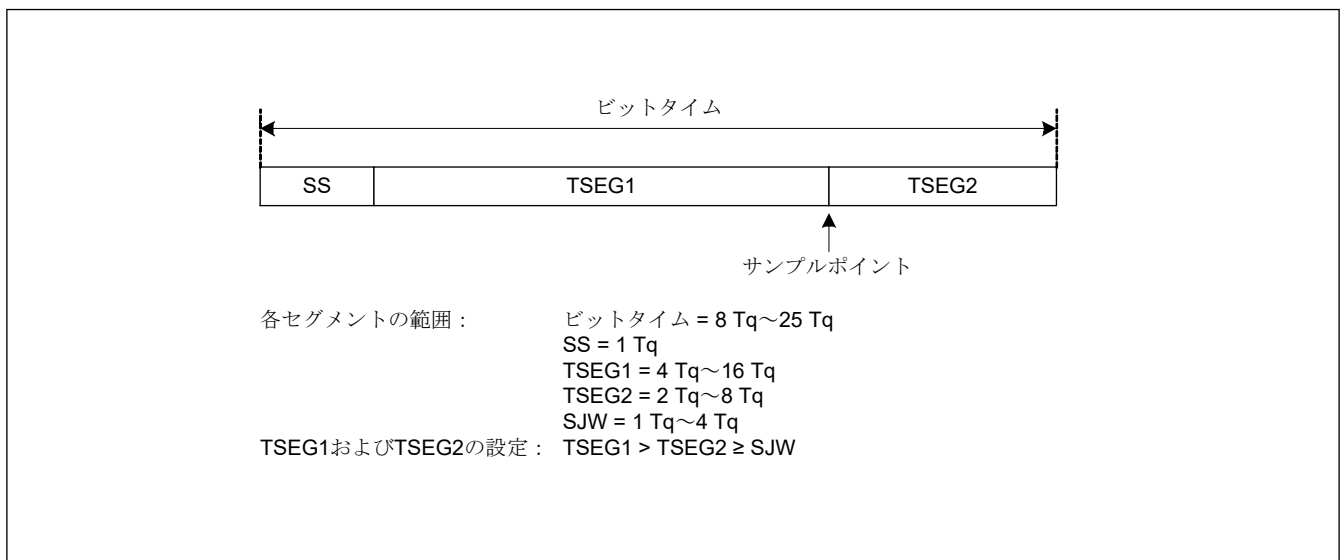 ビットタイム
SS TSEG1 TSEG2
サンプルポイント
各セグメントの範囲： ビットタイム = 8 Tq～25 Tq
SS = 1 Tq
TSEG1 = 4 Tq～16 Tq
TSEG2 = 2 Tq～8 Tq
SJW = 1 Tq～4 Tq
TSEG1およびTSEG2の設定： TSEG1 > TSEG2 ≥ SJW